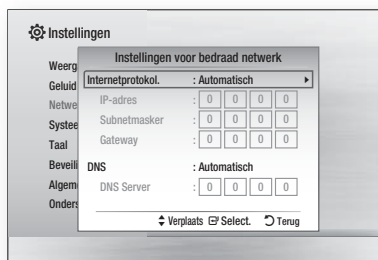 Instellingen
Instellingen voor bedraad netwerk
Weerg
Internetprotokol. : Automatisch
Geluid
IP-adres : 0 0 0 0
Netwe
Subnetmasker : 0 0 0 0
Systee
Gateway : 0 0 0 0
Taal
DNS : Automatisch
Beveili
DNS Server : 0 0 0 0
Algem
Onders
Verplaats Select. Terug